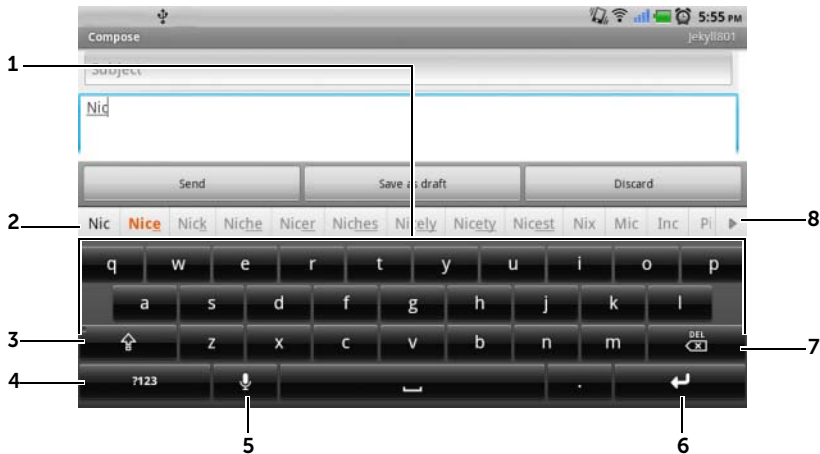 5:55 PM
Compose Jekyll801
1
Subject
Nic
Send Save as draft Discard
2 Nic Nice Nick Niche Nicer Niches Nicely Nicety Nicest Nix Mic Inc Pi 8
q w e r t y u i o p
a s d f g h j k l
3 z x c v b n m DEL 7
4 ?123 .
5 6